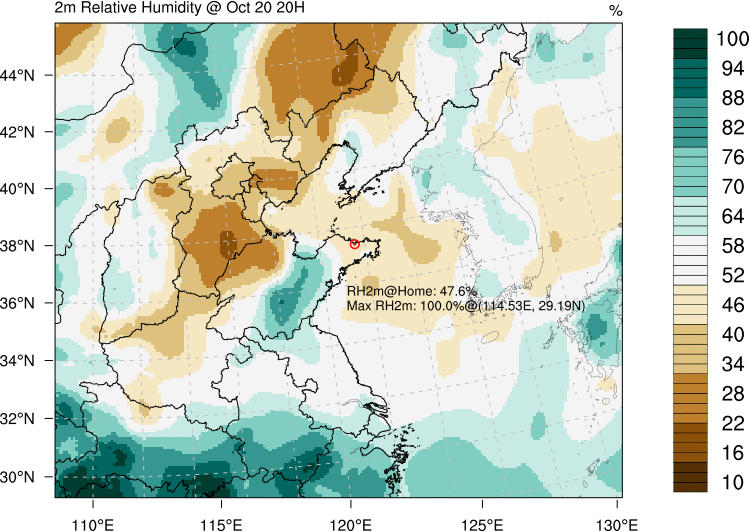 2m Relative Humidity @ Oct 20 20H
%
44°N
42°N
40°N
38°N
36°N
34°N
32°N
30°N
110°E
115°E
120°E
125°E
130°E
RH2m@Home: 47.6%
Max RH2m: 100.0%@(114.53E, 29.19N)
100
94
88
82
76
70
64
58
52
46
40
34
28
22
16
10